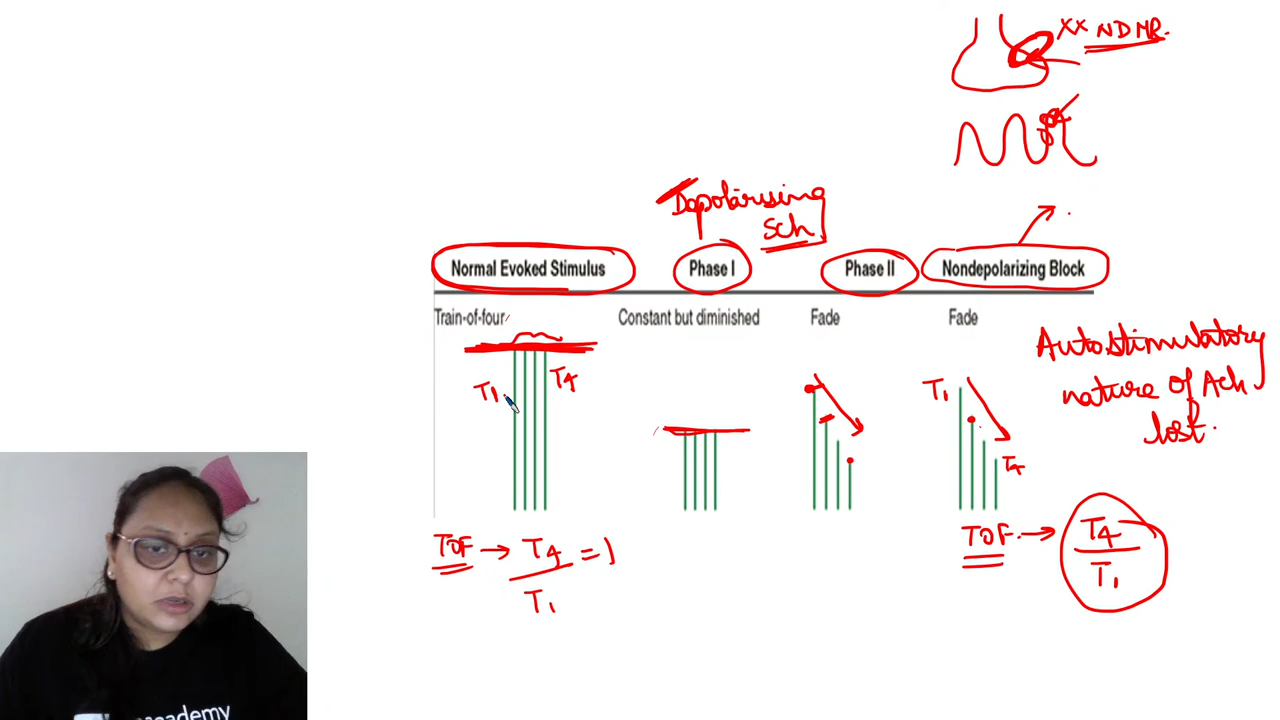 ×× NDMR.
Depolarising
Sch
Normal Evoked Stimulus
Phase I
Phase II
Nondepolarizing Block
Train-of-four
Constant but diminished
Fade
Fade
Autostimulatory
nature of Ach
lost.
T1
T4
T1
T4
TOF → T4 = 1
T1
TOF → T4
T1
academy